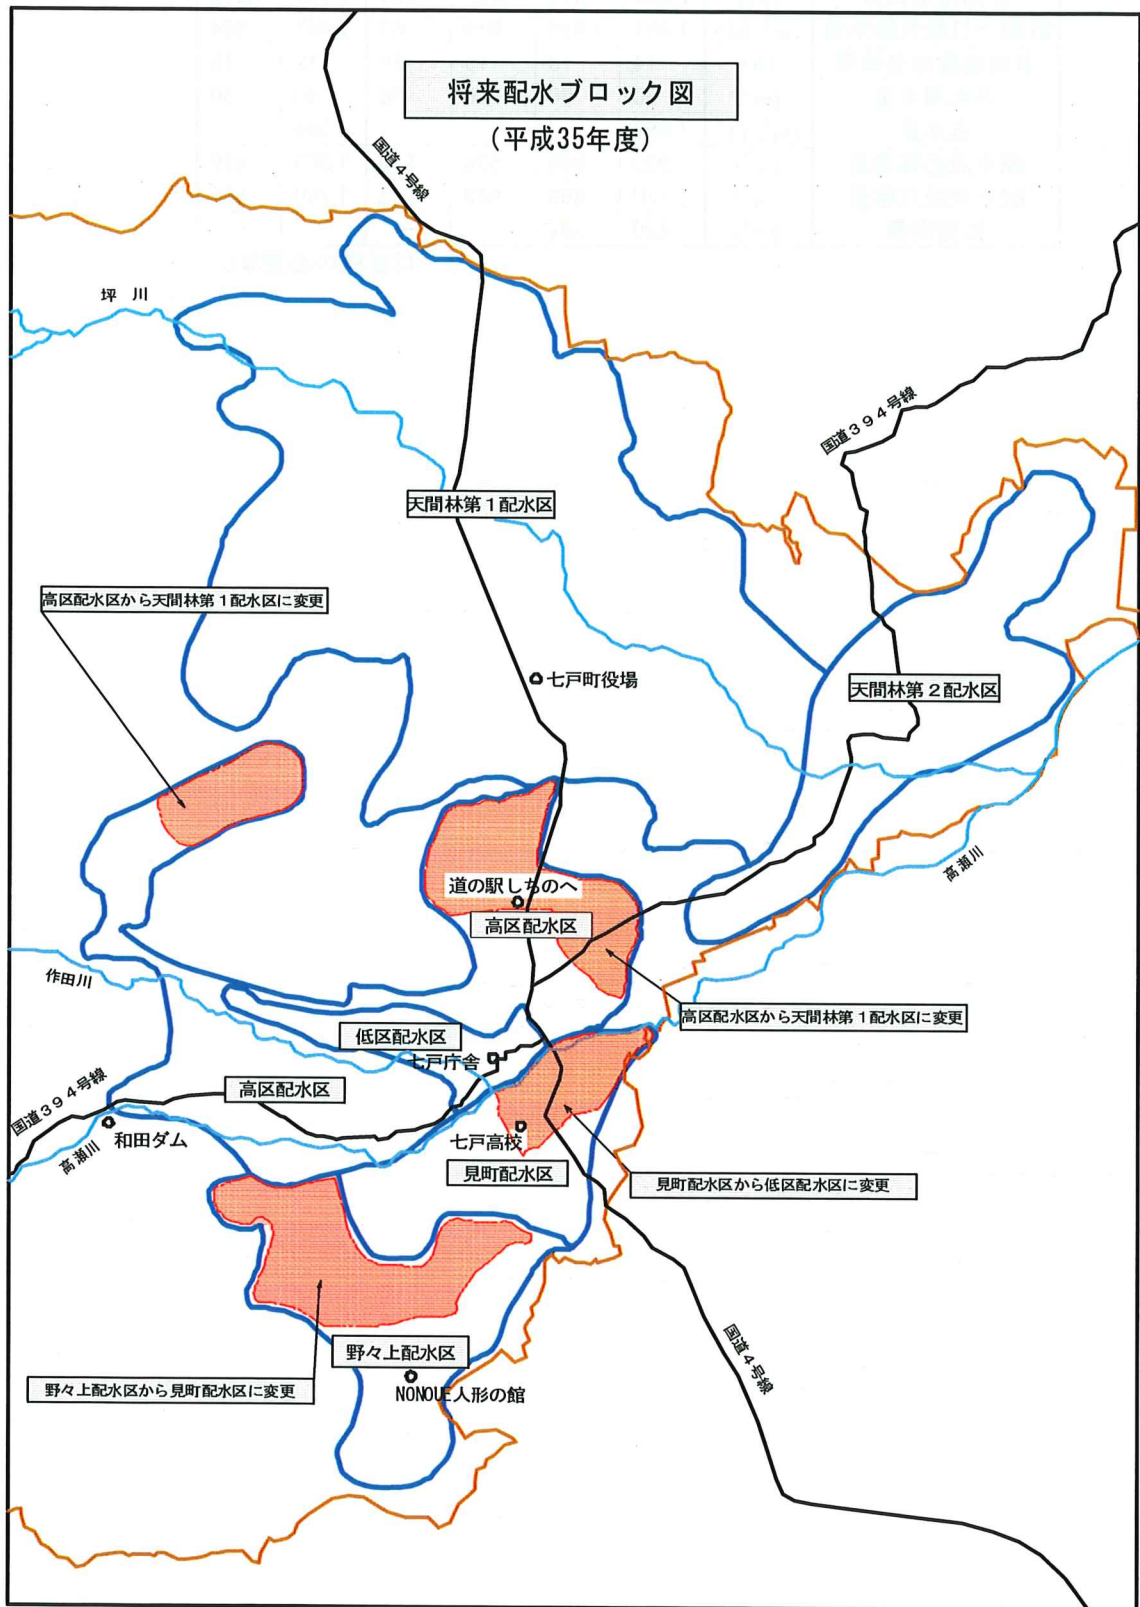 将来配水ブロック図
(平成35年度)
国道4号線
坪川
国道394号線
天間林第1配水区
高区配水区から天間林第1配水区に変更
七戸町役場
天間林第2配水区
高瀬川
道の駅しちのへ
高区配水区
作田川
高区配水区から天間林第1配水区に変更
低区配水区
七戸庁舎
高区配水区
国道394号線
和田ダム
高瀬川
七戸高校
見町配水区
見町配水区から低区配水区に変更
野々上配水区
国道4号線
野々上配水区から見町配水区に変更
NONOUE人形の館